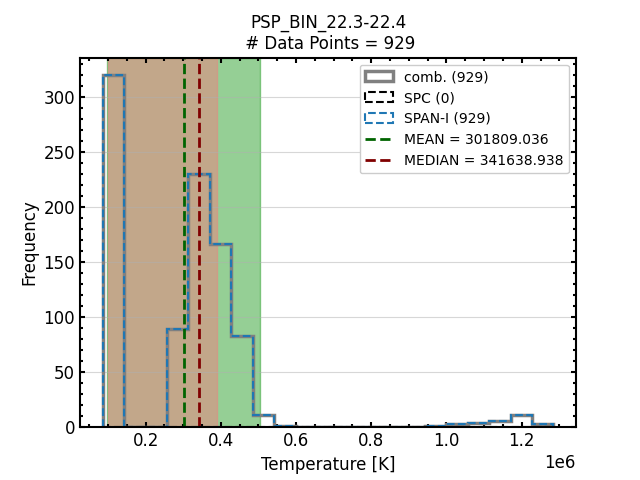 PSP_BIN_22.3-22.4
# Data Points = 929
comb. (929)
SPC (0)
SPAN-I (929)
MEAN = 301809.036
MEDIAN = 341638.938
Frequency
300
250
200
150
100
50
0
0.2 0.4 0.6 0.8 1.0 1.2
Temperature [K]
1e6